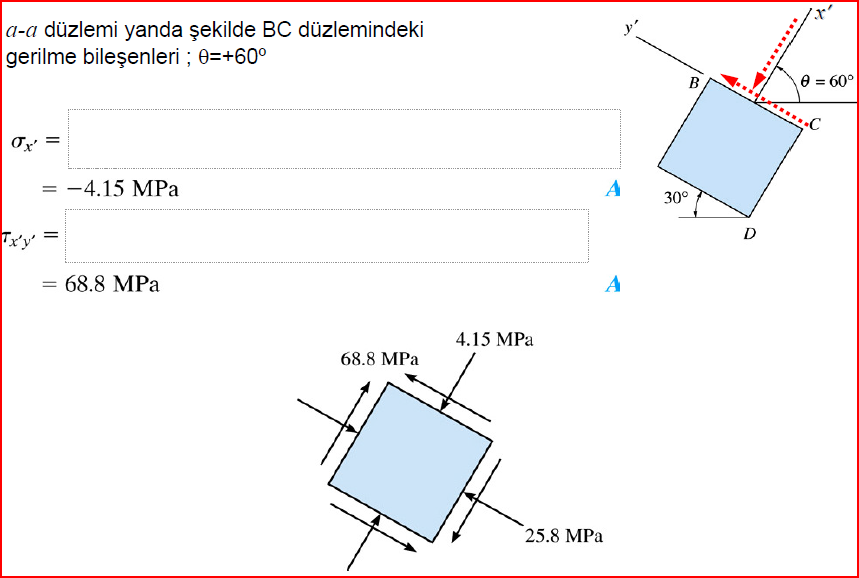 a-a düzlemi yanda şekilde BC düzlemindeki
gerilme bileşenleri ; θ=+60º
σx′ =
= −4.15 MPa
A
τx′y′ =
= 68.8 MPa
A
y′
x′
B
θ = 60°
C
30°
D
4.15 MPa
68.8 MPa
25.8 MPa